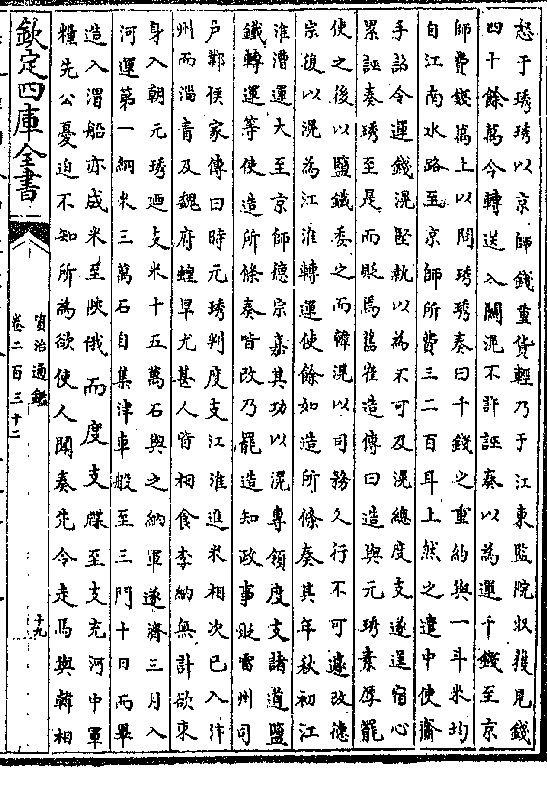 怒于琇琇以京師錢重貨輕乃于江東監院收穫見錢
四十餘萬令轉送入關滉不許誣奏以為運千錢至京
師費錢萬上以問琇琇奏曰千錢之重約與一斗米均
自江南水路至京師所費三二百耳上然之遣中使齎
手詔令運錢滉堅執以為不可及滉總度支遂逞宿心
累誣奏琇至是而貶焉舊崔造傳曰造與元琇素厚罷
使之後以鹽鐵委之而韓滉以司務久行不可遽改德
宗復以滉為江淮轉運使餘如造所條奏其年秋初江
淮漕運大至京師德宗嘉其功以滉專領度支諸道鹽
鐵轉運等使造所條奏皆改乃罷造知政事貶雷州司
戶鄴侯家傳曰時元琇判度支江淮進米相次已入汴
州而淄青及魏府蝗旱尤甚人皆相食李納無計欲束
身入朝元琇廼支米十五萬石與之納軍遂濟三月入
河運第一綱米三萬石自集津車般至三門十日而畢
造入渭船亦成米至陝俄而度支牒至支充河中軍
糧先公憂迫不知所為欲使人聞奏先令走馬與韓相
欽定四庫全書
資治通鑑
卷二百三十二
十九